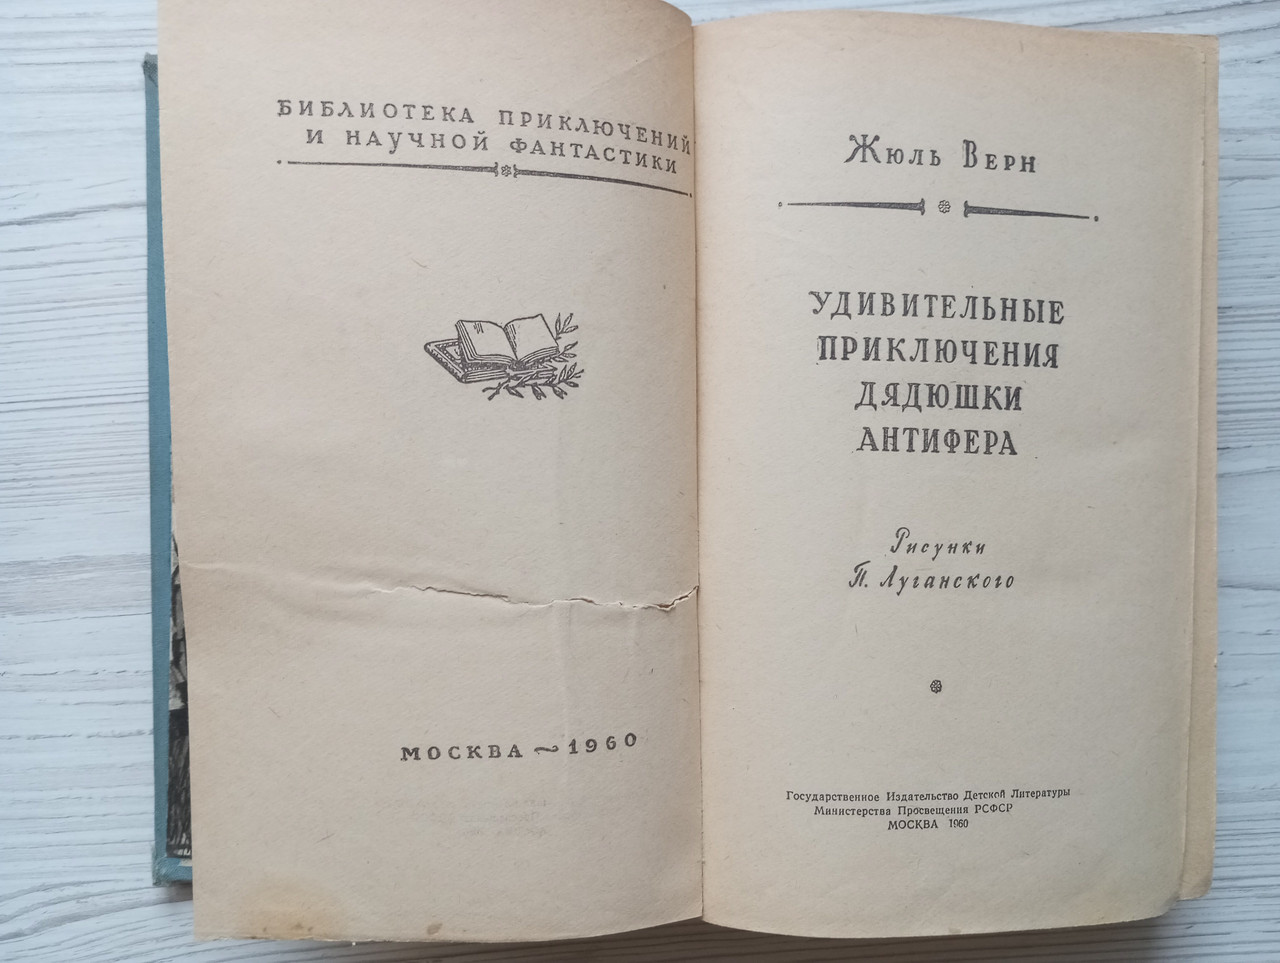 БИБЛИОТЕКА ПРИКЛЮЧЕНИЙ
И НАУЧНОЙ ФАНТАСТИКИ
МОСКВА ~ 1960
Жюль Верн
УДИВИТЕЛЬНЫЕ
ПРИКЛЮЧЕНИЯ
ДЯДЮШКИ
АНТИФЕРА
Рисунки
П. Луганского
Государственное Издательство Детской Литературы
Министерства Просвещения РСФСР
МОСКВА 1960